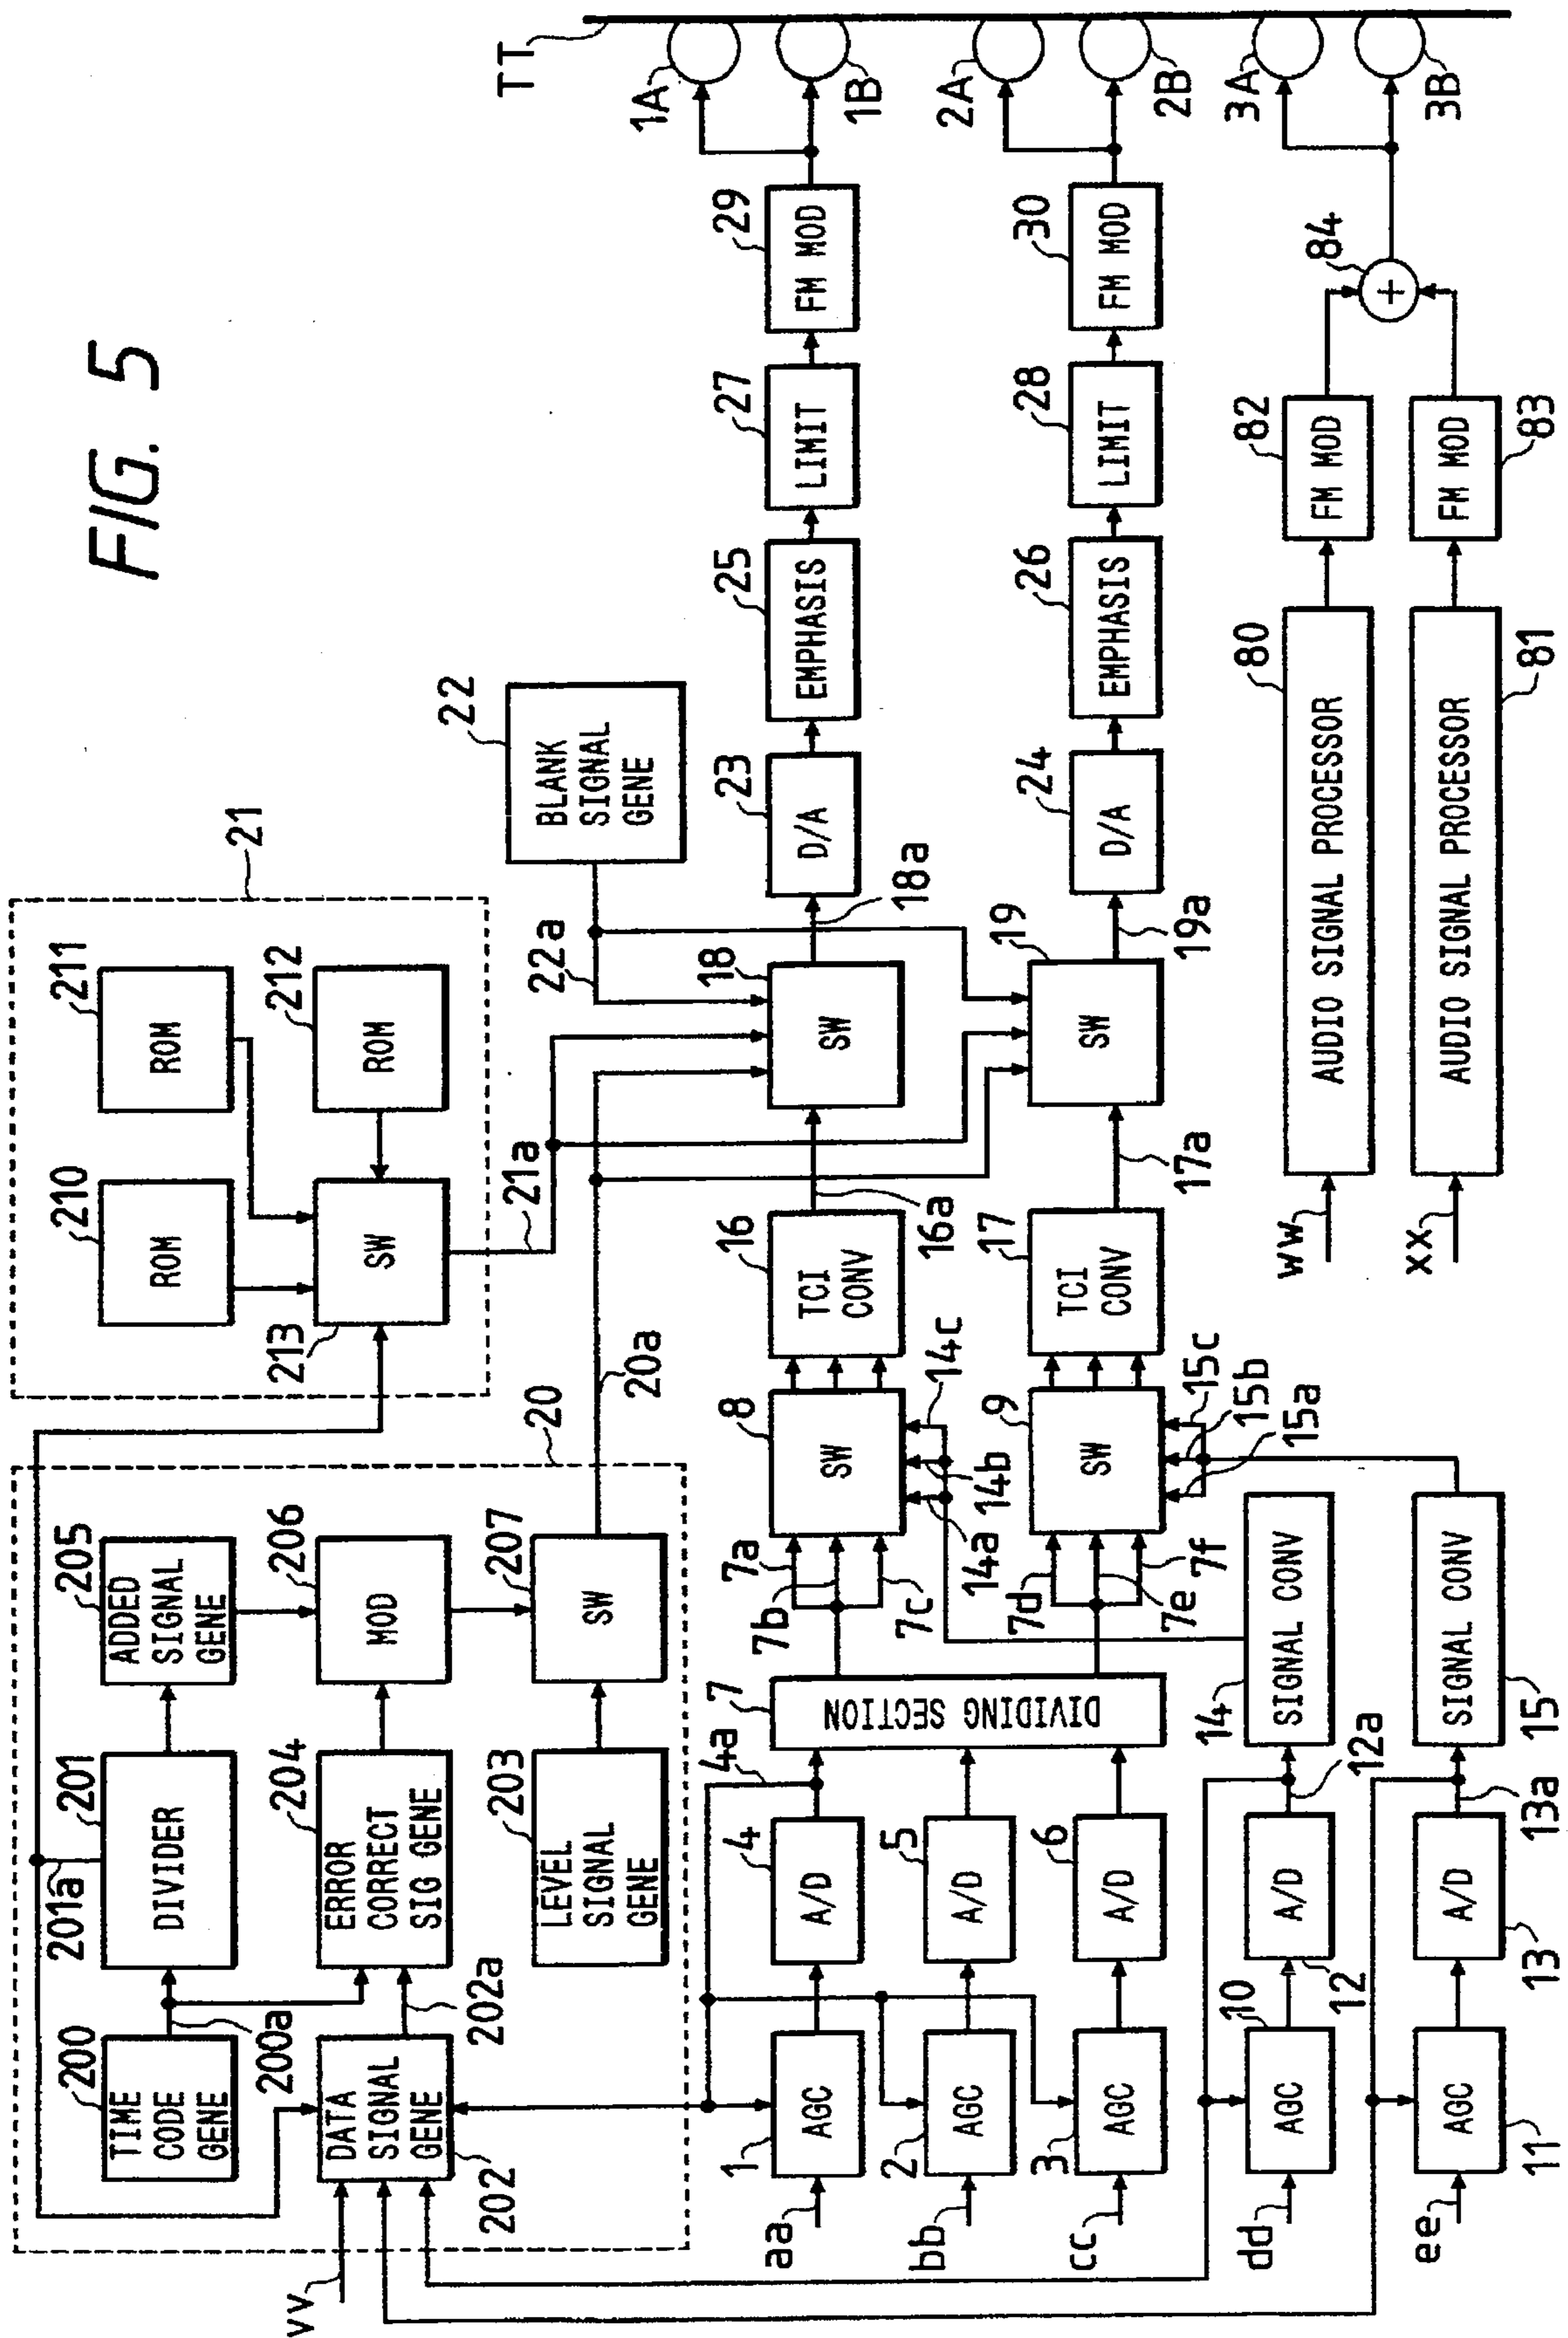 FIG. 5
vv
200
TIME
CODE
GENE
200a
201a
201
DIVIDER
205
ADDED
SIGNAL
GENE
202
DATA
SIGNAL
GENE
202a
204
ERROR
CORRECT
SIG GENE
206
MOD
203
LEVEL
SIGNAL
GENE
207
SW
20
20a
210
ROM
211
ROM
212
ROM
213
SW
21
21a
22
BLANK
SIGNAL
GENE
22a
aa
1
AGC
4
A/D
4a
bb
2
AGC
5
A/D
cc
3
AGC
6
A/D
7
DIVIDING SECTION
7a
7b
7c
7d
7e
7f
8
SW
14a
14b
14c
9
SW
15a
15b
15c
16
TCI
CONV
16a
17
TCI
CONV
17a
18
SW
18a
19
SW
19a
23
D/A
25
EMPHASIS
27
LIMIT
29
FM MOD
24
D/A
26
EMPHASIS
28
LIMIT
30
FM MOD
dd
10
AGC
12
A/D
12a
14
SIGNAL CONV
ee
11
AGC
13
A/D
13a
15
SIGNAL CONV
ww
80
AUDIO SIGNAL PROCESSOR
82
FM MOD
xx
81
AUDIO SIGNAL PROCESSOR
83
FM MOD
84
+
TT
1A
1B
2A
2B
3A
3B